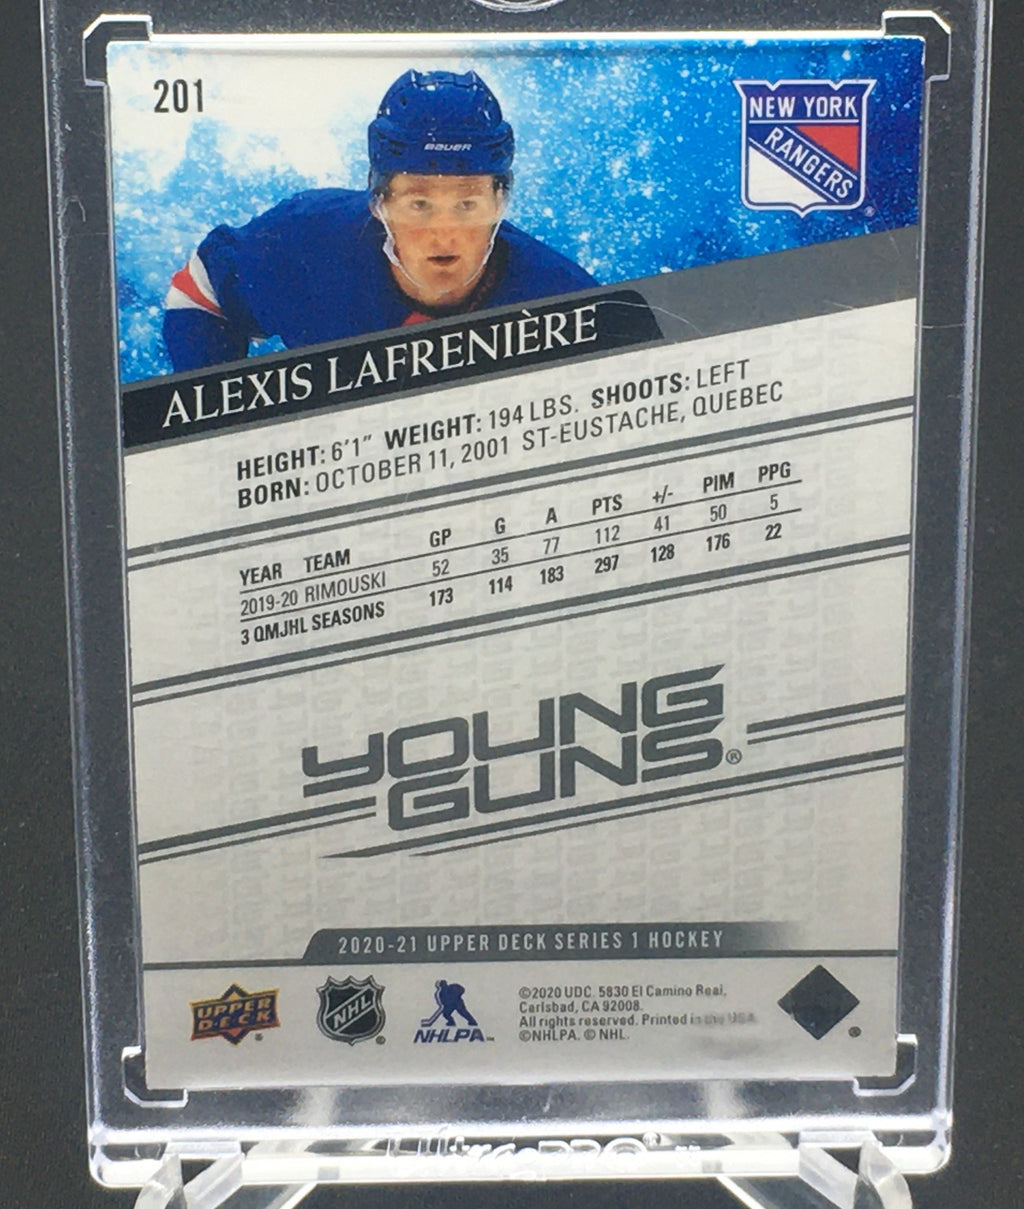 201
BAUER
NEW YORK
RANGERS
®
ALEXIS LAFRENIÈRE
HEIGHT: 6'1" WEIGHT: 194 LBS. SHOOTS: LEFT
BORN: OCTOBER 11, 2001 ST-EUSTACHE, QUEBEC
YEAR TEAM GP G A PTS +/- PIM PPG
2019-20 RIMOUSKI 52 35 77 112 41 50 5
3 QMJHL SEASONS 173 114 183 297 128 176 22
YOUNG
GUNS®
2020-21 UPPER DECK SERIES 1 HOCKEY
UPPER
DECK®
NHL®
NHLPA™
©2020 UDC. 5830 El Camino Real,
Carlsbad, CA 92008.
All rights reserved. Printed in the USA
©NHLPA. © NHL.
®
Ultra PRO®